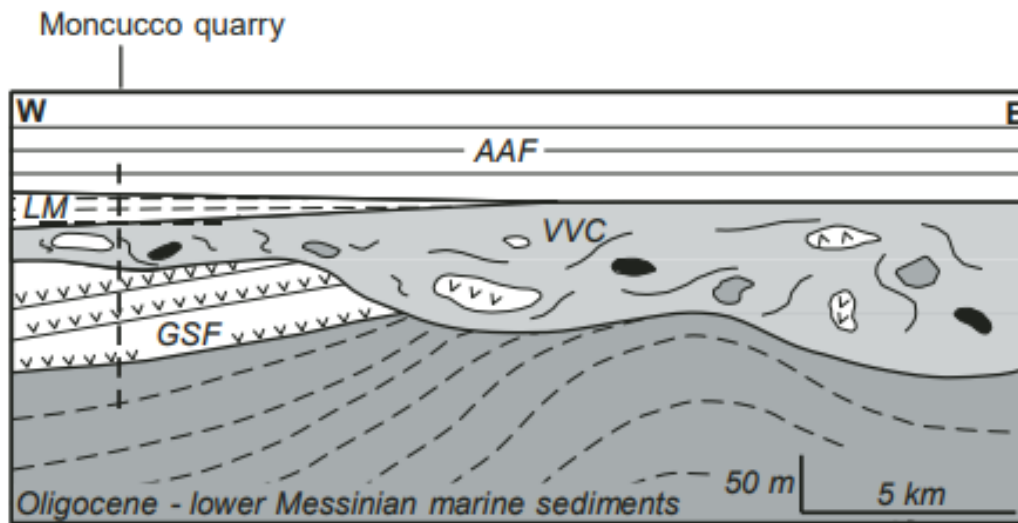 Moncucco quarry
W
E
AAF
LM
VVC
GSF
50 m
5 km
Oligocene - lower Messinian marine sediments